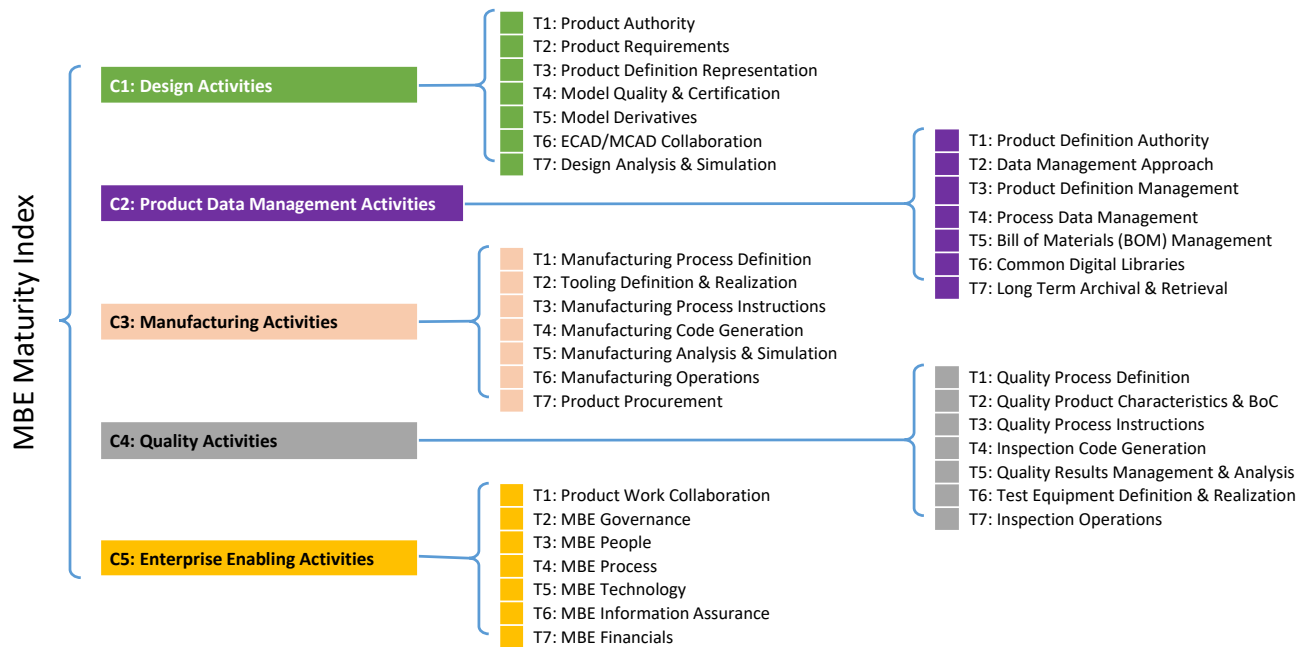 MBE Maturity Index
C1: Design Activities
T1: Product Authority
T2: Product Requirements
T3: Product Definition Representation
T4: Model Quality & Certification
T5: Model Derivatives
T6: ECAD/MCAD Collaboration
T7: Design Analysis & Simulation
C2: Product Data Management Activities
T1: Product Definition Authority
T2: Data Management Approach
T3: Product Definition Management
T4: Process Data Management
T5: Bill of Materials (BOM) Management
T6: Common Digital Libraries
T7: Long Term Archival & Retrieval
C3: Manufacturing Activities
T1: Manufacturing Process Definition
T2: Tooling Definition & Realization
T3: Manufacturing Process Instructions
T4: Manufacturing Code Generation
T5: Manufacturing Analysis & Simulation
T6: Manufacturing Operations
T7: Product Procurement
C4: Quality Activities
T1: Quality Process Definition
T2: Quality Product Characteristics & BoC
T3: Quality Process Instructions
T4: Inspection Code Generation
T5: Quality Results Management & Analysis
T6: Test Equipment Definition & Realization
T7: Inspection Operations
C5: Enterprise Enabling Activities
T1: Product Work Collaboration
T2: MBE Governance
T3: MBE People
T4: MBE Process
T5: MBE Technology
T6: MBE Information Assurance
T7: MBE Financials